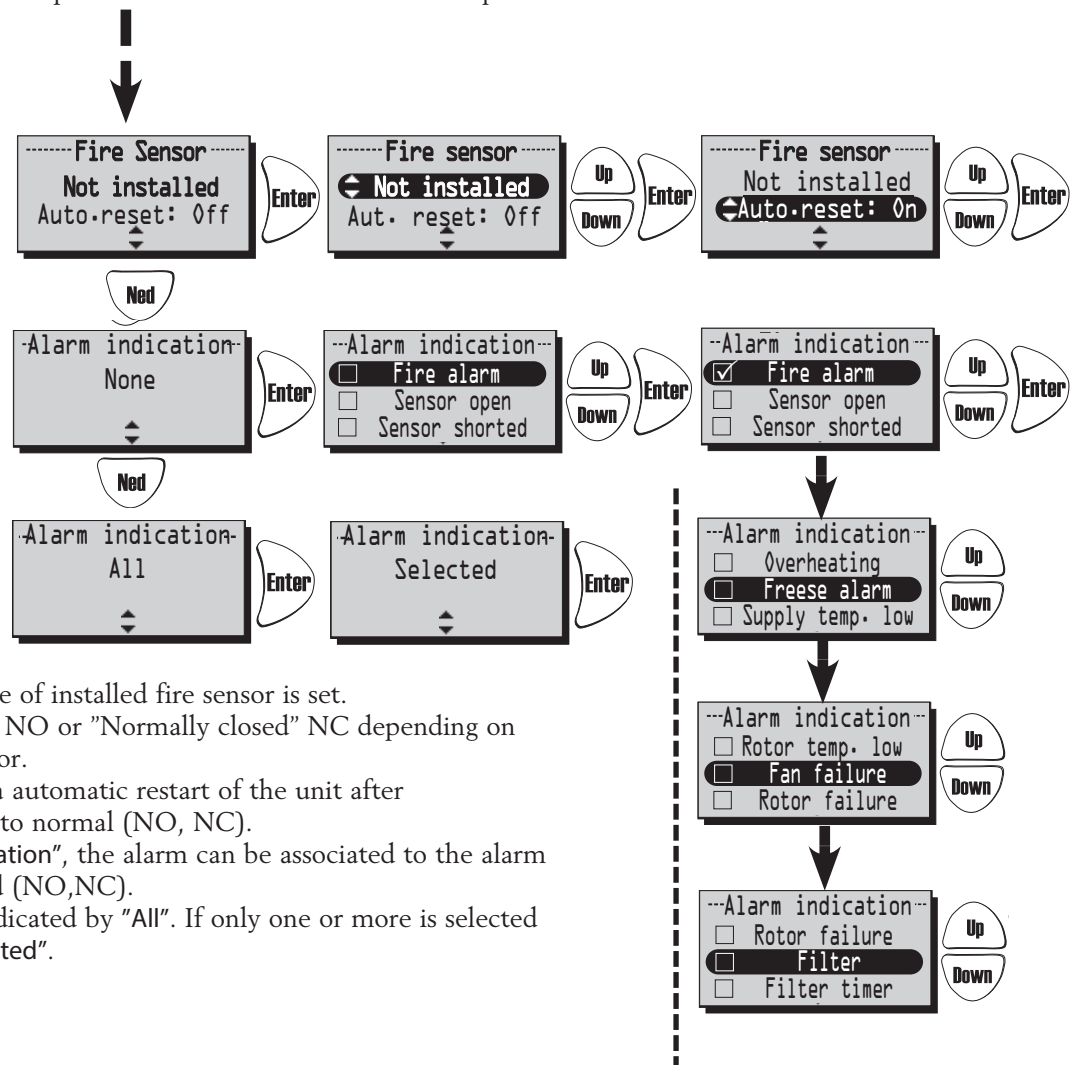 Fire Sensor
Not installed
Auto.reset: Off
Enter
Fire sensor
Not installed
Aut. reset: Off
Up
Down
Enter
Fire sensor
Not installed
Auto.reset: On
Up
Down
Enter
Ned
Alarm indication
None
Enter
Alarm indication
Fire alarm
Sensor open
Sensor shorted
Up
Down
Enter
Alarm indication
Fire alarm
Sensor open
Sensor shorted
Up
Down
Enter
Ned
Alarm indication
All
Enter
Alarm indication
Selected
Enter
Alarm indication
Overheating
Freese alarm
Supply temp. low
Up
Down
e of installed fire sensor is set.
NO or ”Normally closed” NC depending on
or.
a automatic restart of the unit after
to normal (NO, NC).
ation”, the alarm can be associated to the alarm
d (NO,NC).
dicated by ”All”. If only one or more is selected
ted”.
Alarm indication
Rotor temp. low
Fan failure
Rotor failure
Up
Down
Alarm indication
Rotor failure
Filter
Filter timer
Up
Down